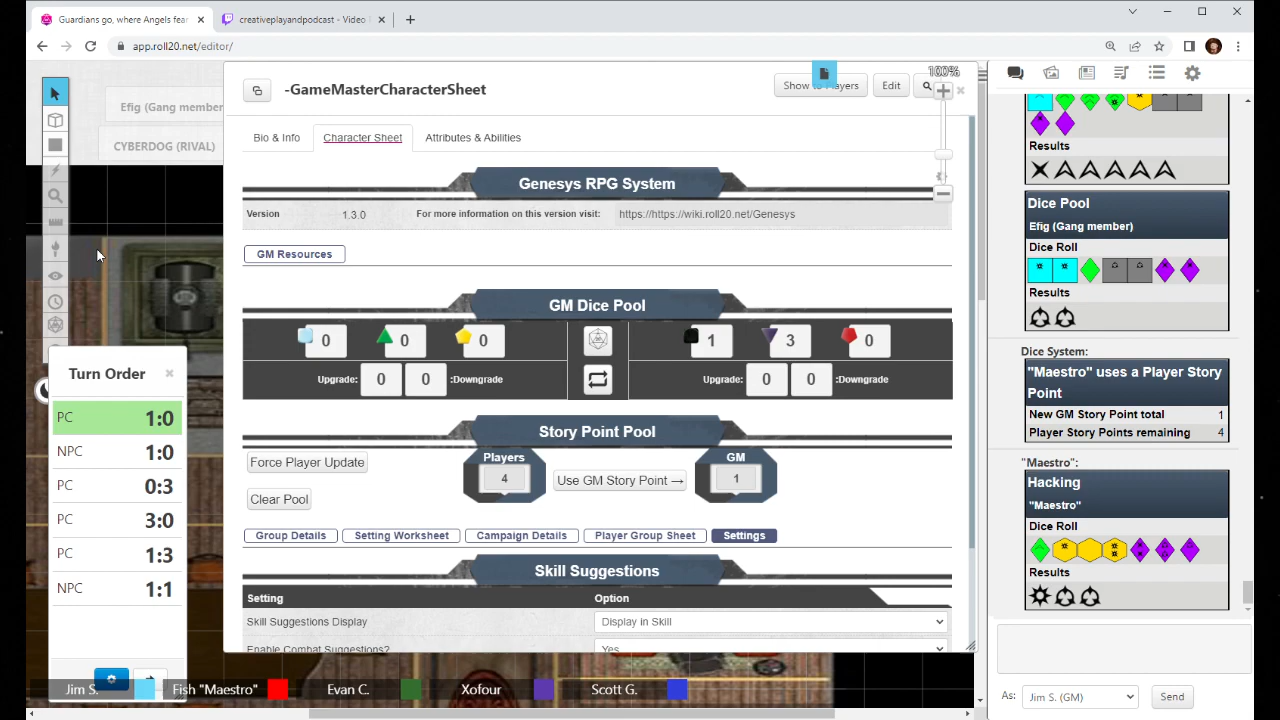 Guardians go, where Angels fear
creativeplayandpodcast - Video
app.roll20.net/editor/
Efig (Gang member
CYBERDOG (RIVAL)
-GameMasterCharacterSheet
Show to Players
Edit
100%
Bio & Info
Character Sheet
Attributes & Abilities
Genesys RPG System
Version 1.3.0 For more information on this version visit: https://https://wiki.roll20.net/Genesys
GM Resources
GM Dice Pool
0 0 0 1 3 0
Upgrade: 0 0 :Downgrade Upgrade: 0 0 :Downgrade
Story Point Pool
Force Player Update
Clear Pool
Players
4
Use GM Story Point →
GM
1
Group Details
Setting Worksheet
Campaign Details
Player Group Sheet
Settings
Skill Suggestions
Setting Option
Skill Suggestions Display Display in Skill
Enable Combat Suggestions? Yes
Turn Order
PC 1:0
NPC 1:0
PC 0:3
PC 3:0
PC 1:3
NPC 1:1
Jim S.
Fish "Maestro"
Evan C.
Xofour
Scott G.
Results
Dice Pool
Efig (Gang member)
Dice Roll
Results
Dice System:
"Maestro" uses a Player Story
Point
New GM Story Point total 1
Player Story Points remaining 4
"Maestro":
Hacking
"Maestro"
Dice Roll
Results
As: Jim S. (GM)
Send